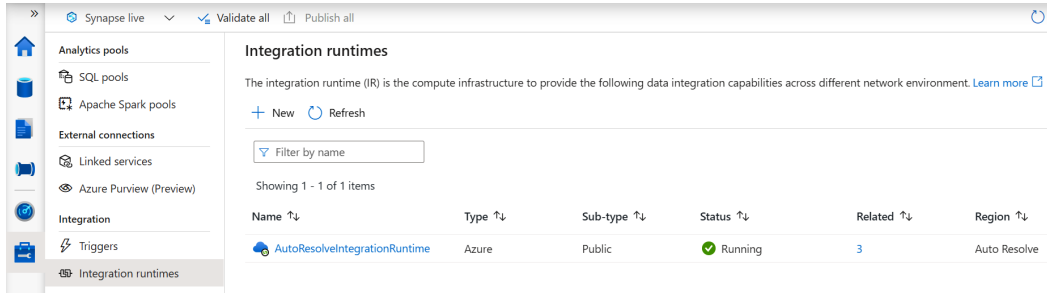 » Synapse live Validate all Publish all
Analytics pools
SQL pools
Apache Spark pools
External connections
Linked services
Azure Purview (Preview)
Integration
Triggers
Integration runtimes
Integration runtimes
The integration runtime (IR) is the compute infrastructure to provide the following data integration capabilities across different network environment. Learn more
New Refresh
Filter by name
Showing 1 - 1 of 1 items
Name ↑↓ Type ↑↓ Sub-type ↑↓ Status ↑↓ Related ↑↓ Region ↑↓
AutoResolveIntegrationRuntime Azure Public Running 3 Auto Resolve